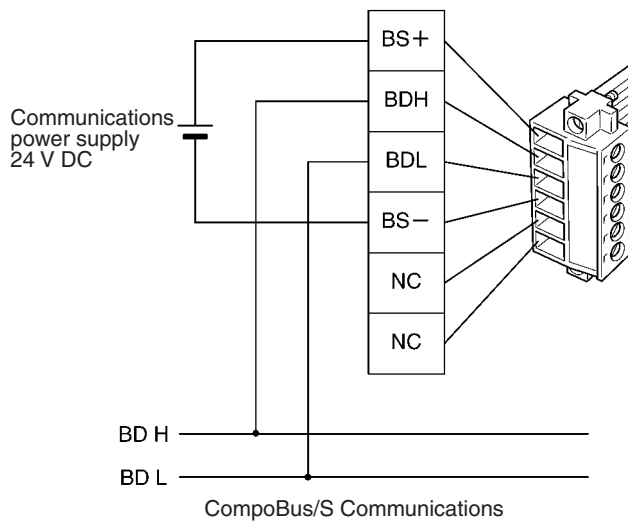 BS+
BDH
Communications
power supply
24 V DC
BDL
BS−
NC
NC
BD H
BD L
CompoBus/S Communications